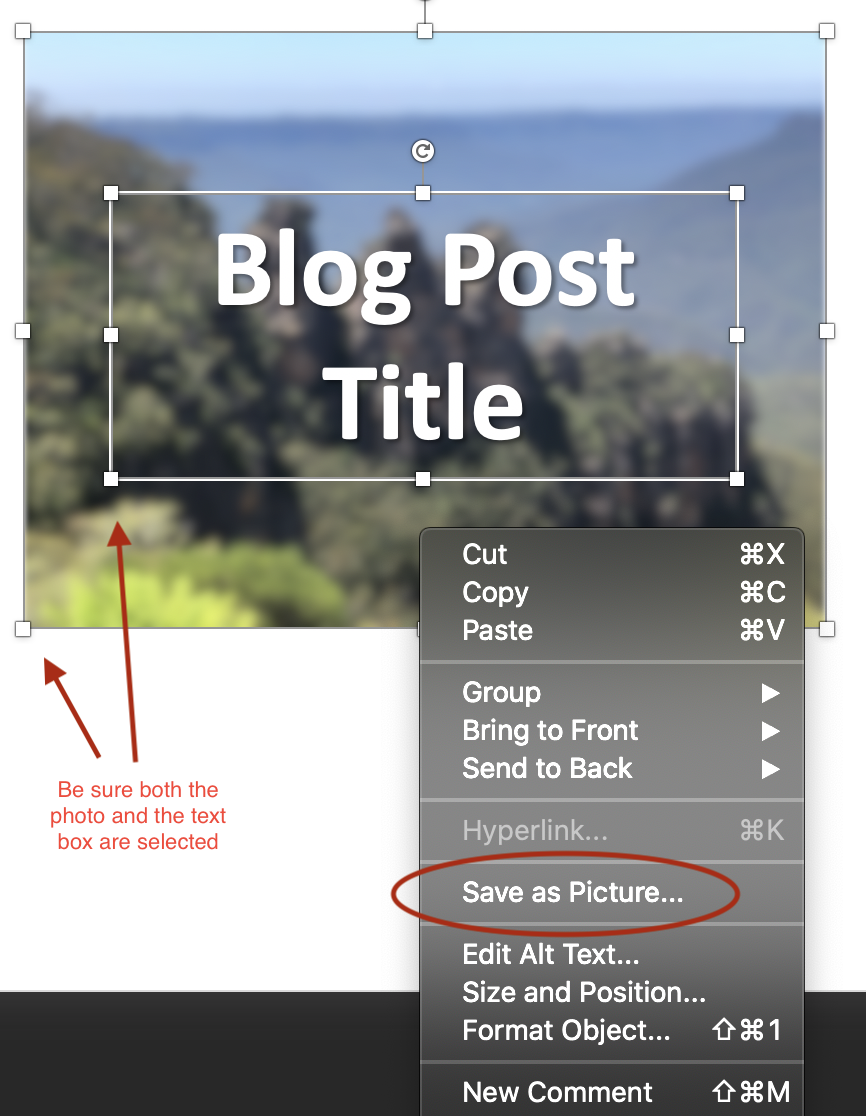 Blog Post
Title
Cut ⌘X
Copy ⌘C
Paste ⌘V
Group ▶
Bring to Front ▶
Send to Back ▶
Be sure both the
photo and the text
box are selected
Hyperlink... ⌘K
Save as Picture...
Edit Alt Text...
Size and Position...
Format Object... ⇧⌘1
New Comment ⇧⌘M